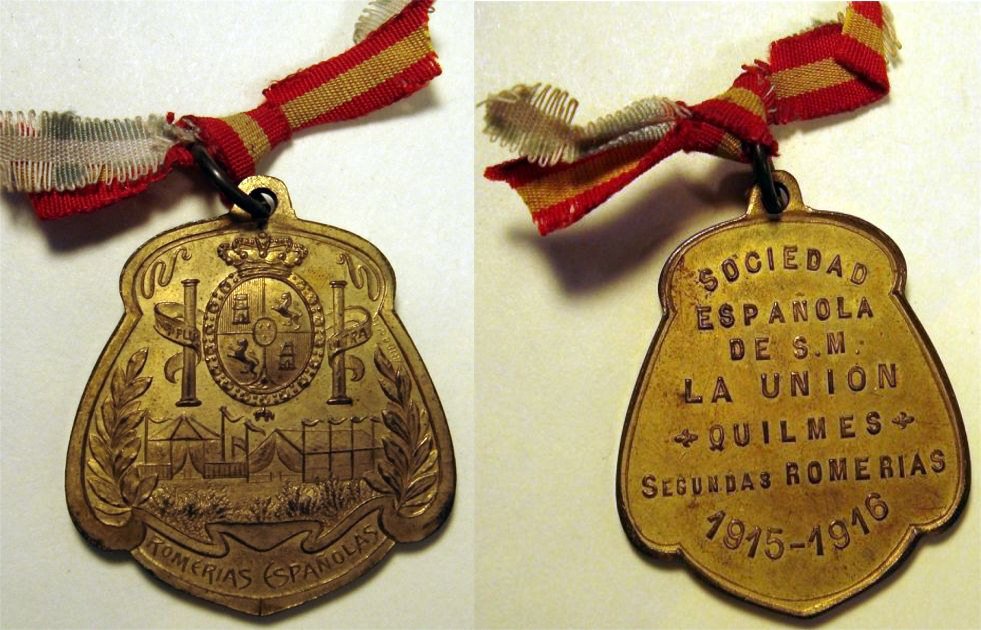 ROMERIAS ESPAÑOLAS
SOCIEDAD
ESPAÑOLA
DE S.M.
LA UNION
QUILMES
SEGUNDAS ROMERIAS
1915-1916